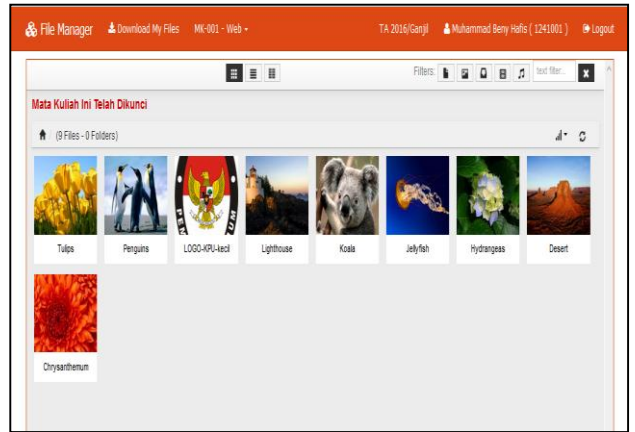 File Manager Download My Files MK-001 - Web TA 2016/Ganjil Muhammad Beny Hafis ( 1241001 ) Logout
Filters: text filter...
Mata Kuliah Ini Telah Dikunci
(9 Files - 0 Folders)
Tulips Penguins LOGO-KPU-kecil Lighthouse Koala Jellyfish Hydrangeas Desert
Chrysanthemum